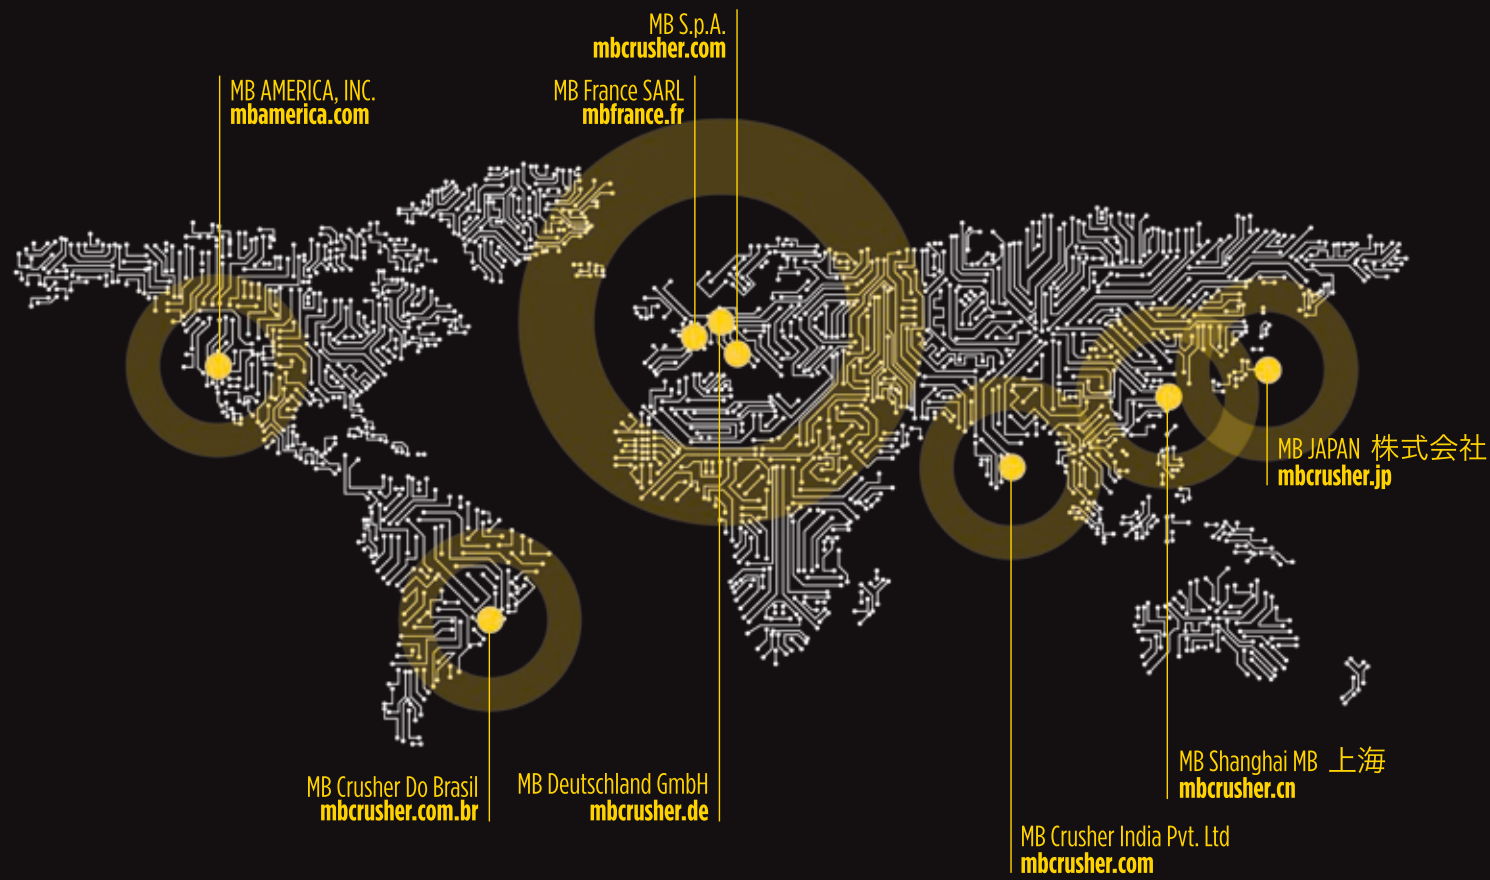 MB S.p.A.
mbcrusher.com
MB AMERICA, INC.
mbamerica.com
MB France SARL
mbfrance.fr
MB JAPAN 株式会社
mbcrusher.jp
MB Shanghai MB 上海
mbcrusher.cn
MB Crusher Do Brasil
mbcrusher.com.br
MB Deutschland GmbH
mbcrusher.de
MB Crusher India Pvt. Ltd
mbcrusher.com